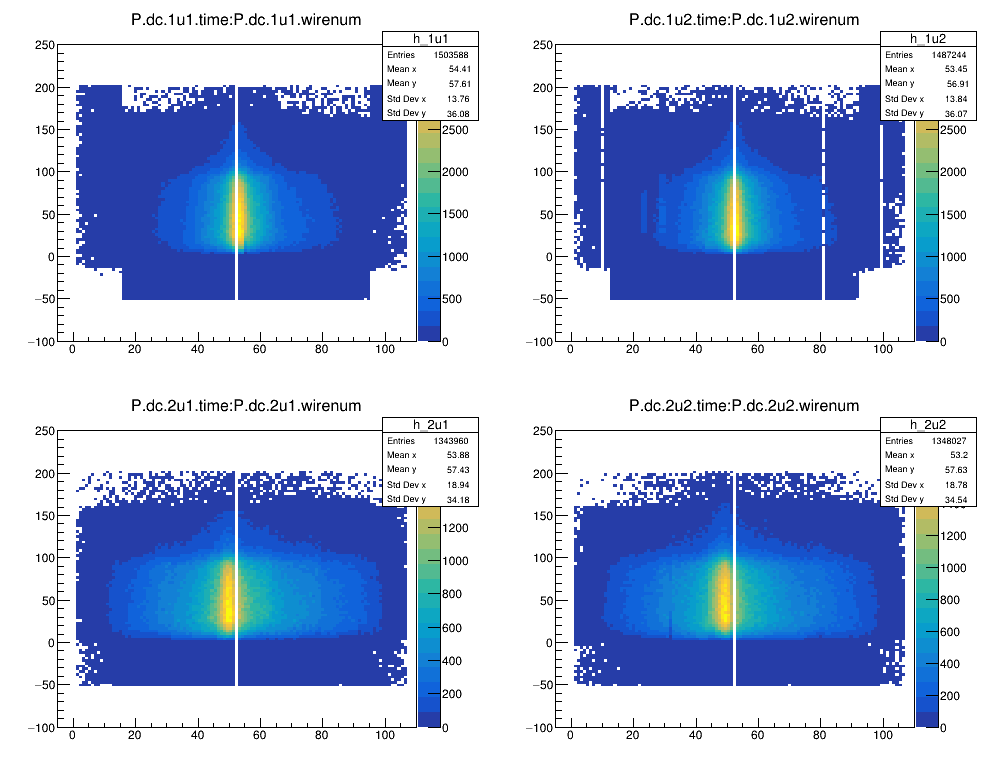 P.dc.1u1.time:P.dc.1u1.wirenum
h_1u1
Entries 1503588
Mean x 54.41
Mean y 57.61
Std Dev x 13.76
Std Dev y 36.08
250
200
150
100
50
0
−50
−100
0 20 40 60 80 100
2500
2000
1500
1000
500
0
P.dc.1u2.time:P.dc.1u2.wirenum
h_1u2
Entries 1487244
Mean x 53.45
Mean y 56.91
Std Dev x 13.84
Std Dev y 36.07
250
200
150
100
50
0
−50
−100
0 20 40 60 80 100
2500
2000
1500
1000
500
0
P.dc.2u1.time:P.dc.2u1.wirenum
h_2u1
Entries 1343960
Mean x 53.88
Mean y 57.43
Std Dev x 18.94
Std Dev y 34.18
250
200
150
100
50
0
−50
−100
0 20 40 60 80 100
1200
1000
800
600
400
200
0
P.dc.2u2.time:P.dc.2u2.wirenum
h_2u2
Entries 1348027
Mean x 53.2
Mean y 57.63
Std Dev x 18.78
Std Dev y 34.54
250
200
150
100
50
0
−50
−100
0 20 40 60 80 100
1200
1000
800
600
400
200
0